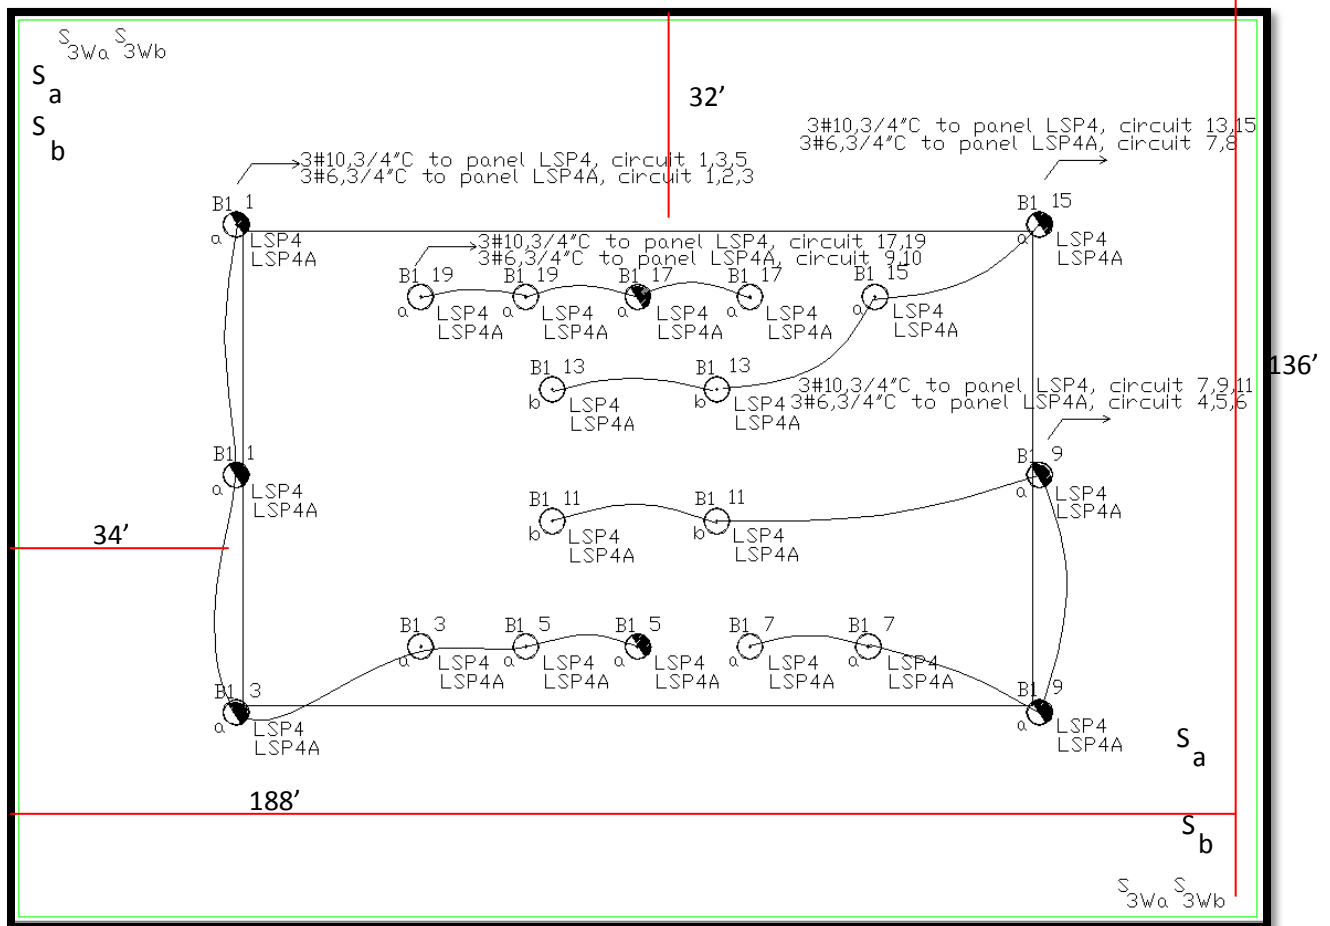 S3Wa S3Wb
Sa
Sb
32'
3#10,3/4"C to panel LSP4, circuit 13,15
3#6,3/4"C to panel LSP4A, circuit 7,8
3#10,3/4"C to panel LSP4, circuit 1,3,5
3#6,3/4"C to panel LSP4A, circuit 1,2,3
B1 1
a LSP4
LSP4A
B1 15
a LSP4
LSP4A
3#10,3/4"C to panel LSP4, circuit 17,19
3#6,3/4"C to panel LSP4A, circuit 9,10
B1 19
a LSP4
LSP4A
B1 19
a LSP4
LSP4A
B1 17
a LSP4
LSP4A
B1 17
a LSP4
LSP4A
B1 15
a LSP4
LSP4A
136'
B1 13
b LSP4
LSP4A
B1 13
b LSP4
LSP4A
3#10,3/4"C to panel LSP4, circuit 7,9,11
3#6,3/4"C to panel LSP4A, circuit 4,5,6
B1 1
a LSP4
LSP4A
B1 9
a LSP4
LSP4A
B1 11
b LSP4
LSP4A
B1 11
b LSP4
LSP4A
34'
B1 3
a LSP4
LSP4A
B1 5
a LSP4
LSP4A
B1 5
a LSP4
LSP4A
B1 7
a LSP4
LSP4A
B1 7
a LSP4
LSP4A
B1 3
a LSP4
LSP4A
B1 9
a LSP4
LSP4A
Sa
188'
Sb
S3Wa S3Wb